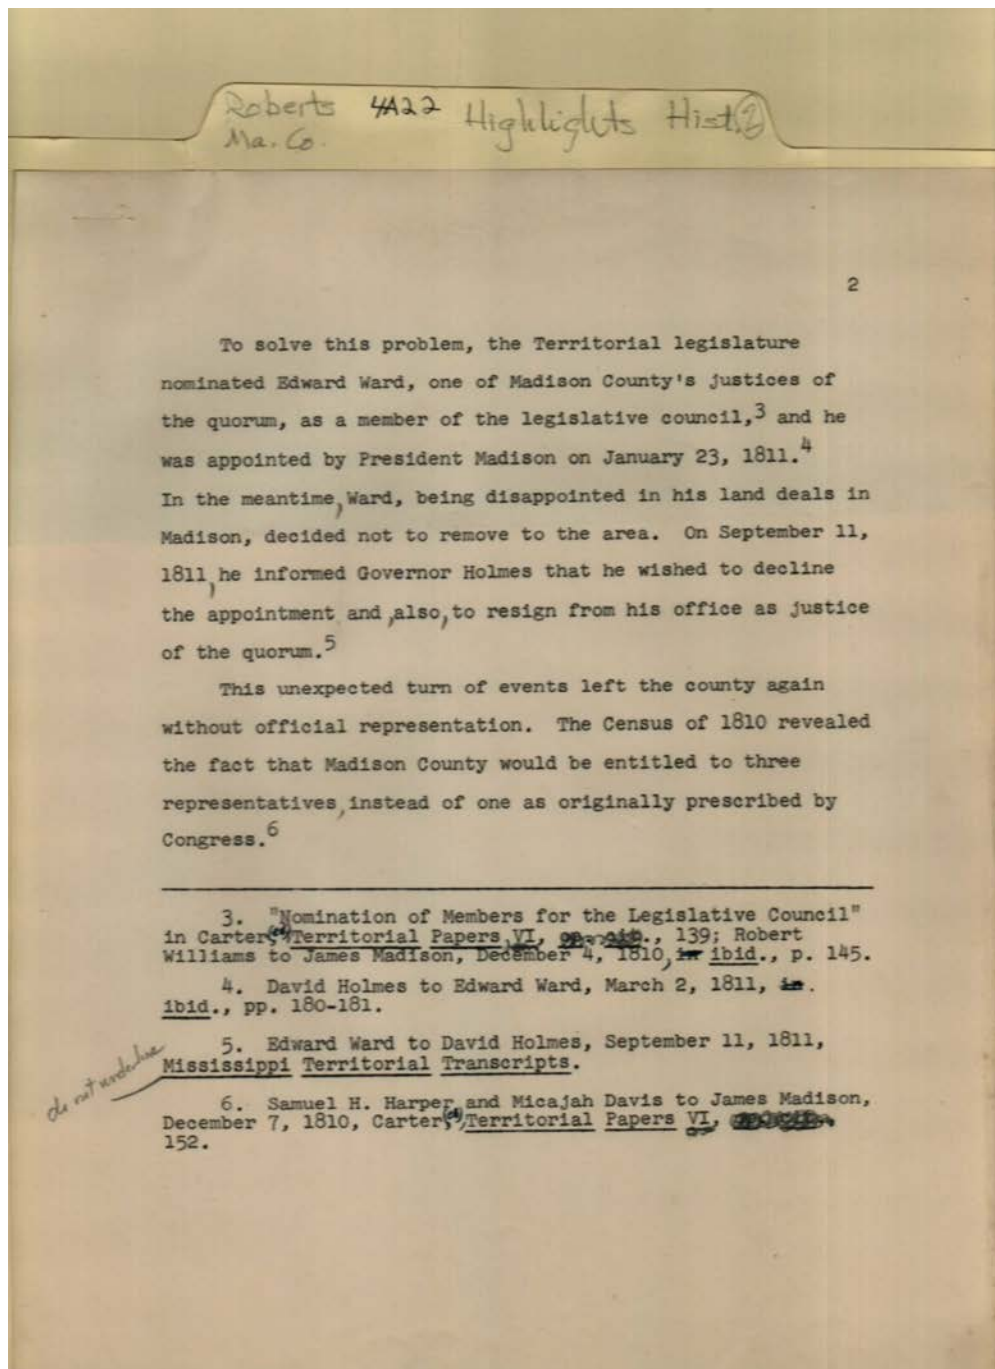 Roberts 4A22 Highlights Hist. 2
Ma. Co.
2
To solve this problem, the Territorial legislature
nominated Edward Ward, one of Madison County's justices of
the quorum, as a member of the legislative council,3 and he
was appointed by President Madison on January 23, 1811.4
In the meantime, Ward, being disappointed in his land deals in
Madison, decided not to remove to the area. On September 11,
1811, he informed Governor Holmes that he wished to decline
the appointment and, also, to resign from his office as justice
of the quorum.5
This unexpected turn of events left the county again
without official representation. The Census of 1810 revealed
the fact that Madison County would be entitled to three
representatives, instead of one as originally prescribed by
Congress.6
3. "Nomination of Members for the Legislative Council"
in Carter, (ed), Territorial Papers, VI, op. cit., 139; Robert
Williams to James Madison, December 4, 1810, in ibid., p. 145.
4. David Holmes to Edward Ward, March 2, 1811, in.
ibid., pp. 180-181.
5. Edward Ward to David Holmes, September 11, 1811,
Mississippi Territorial Transcripts.
do not underline
6. Samuel H. Harper and Micajah Davis to James Madison,
December 7, 1810, Carter, (ed), Territorial Papers VI,
152.